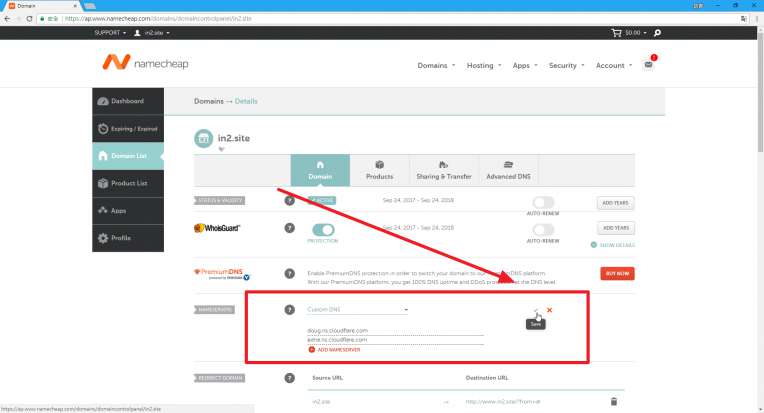 Domain
安全 https://ap.www.namecheap.com/domains/domaincontrolpanel/in2.site
SUPPORT in2.site $0.00
namecheap
Domains Hosting Apps Security Account
Dashboard
Domains → Details
Expiring / Expired
in2.site
Domain List
Product List
Domain Products Sharing & Transfer Advanced DNS
Apps
STATUS & VALIDITY ? ACTIVE Sep 24, 2017 - Sep 24, 2018 AUTO-RENEW ADD YEARS
Profile
WhoisGuard ? PROTECTION Sep 24, 2017 - Sep 24, 2018 AUTO-RENEW ADD YEARS
SHOW DETAILS
PremiumDNS ? Enable PremiumDNS protection in order to switch your domain to our PremiumDNS platform. BUY NOW
With our PremiumDNS platform, you get 100% DNS uptime and DDoS protection at the DNS level.
NAMESERVERS ? Custom DNS
Save
doug.ns.cloudflare.com
.ns.cloudflare.com
ADD NAMESERVER
REDIRECT DOMAIN ? Source URL Destination URL
in2.site → http://www.in2.site/?from=@
https://ap.www.namecheap.com/domains/domaincontrolpanel/in2.site